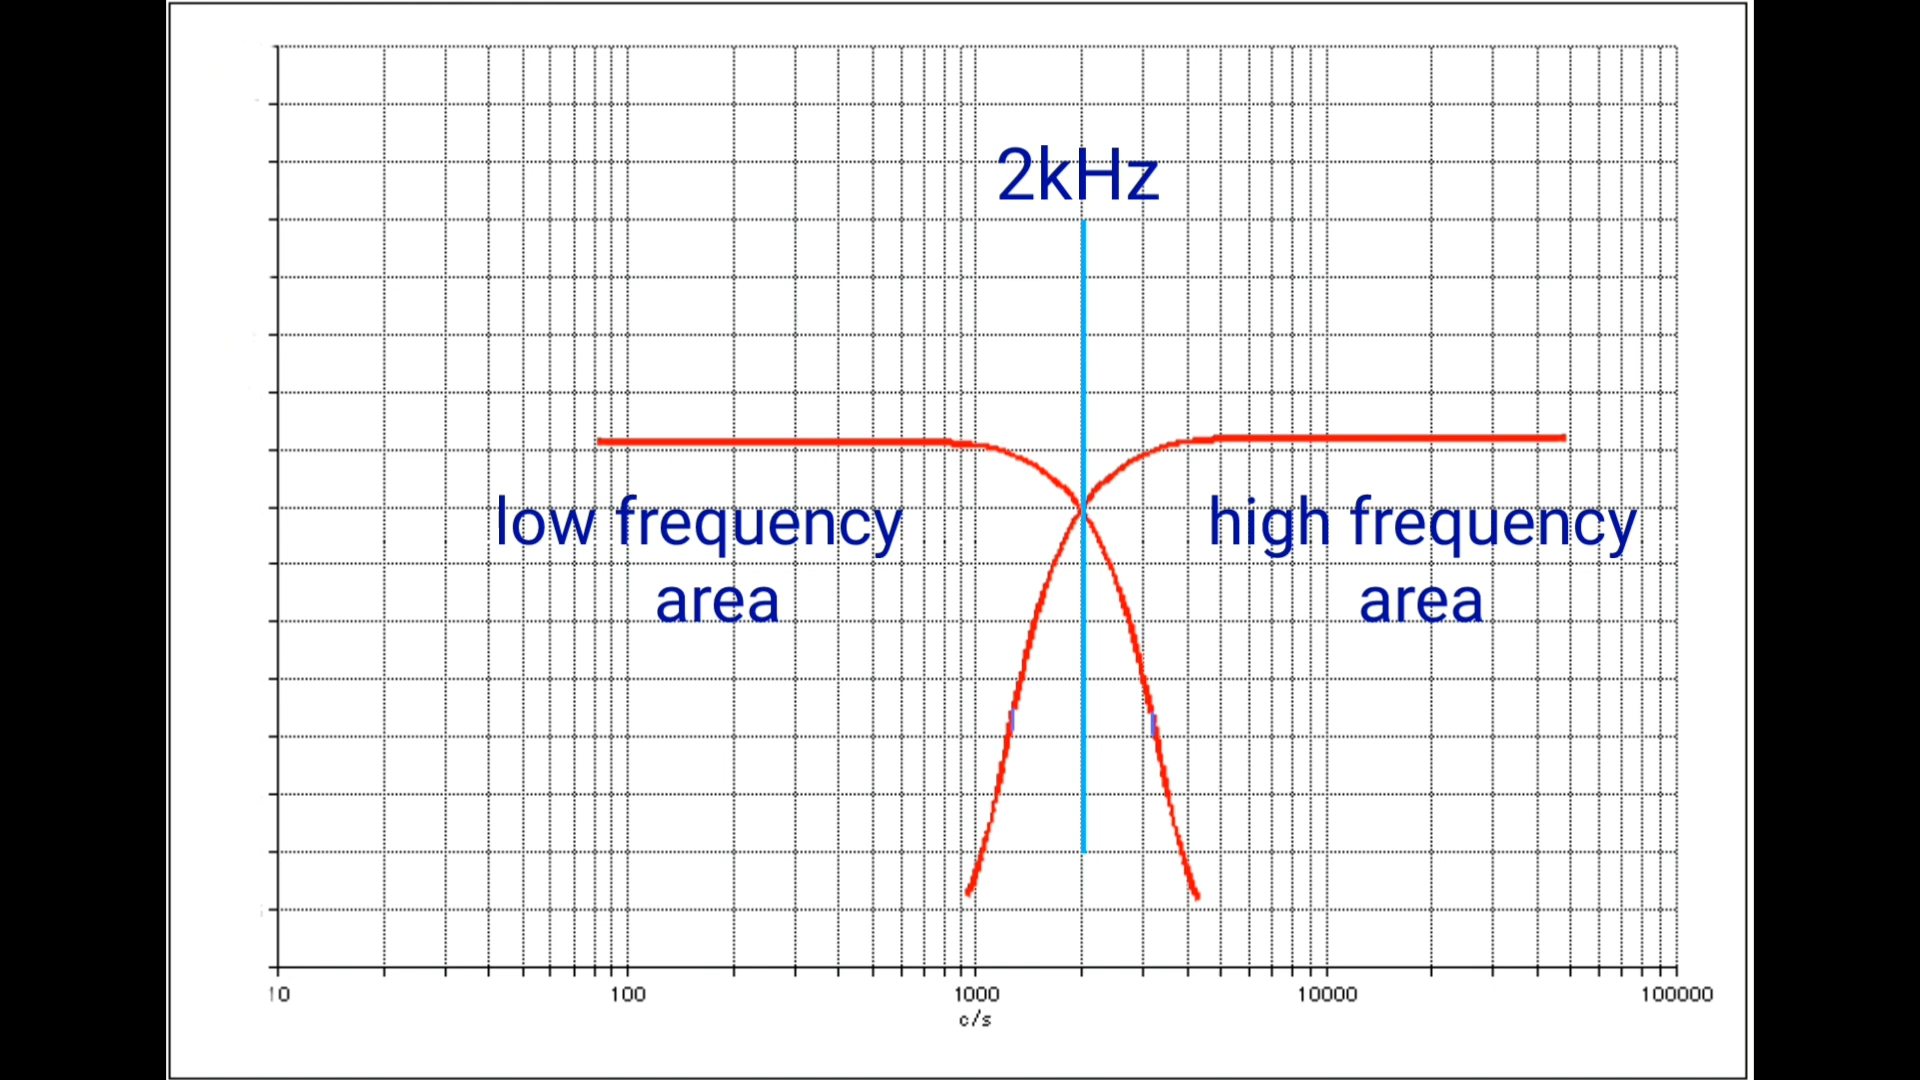 2kHz
low frequency
area
high frequency
area
10 100 1000 10000 100000
c/s